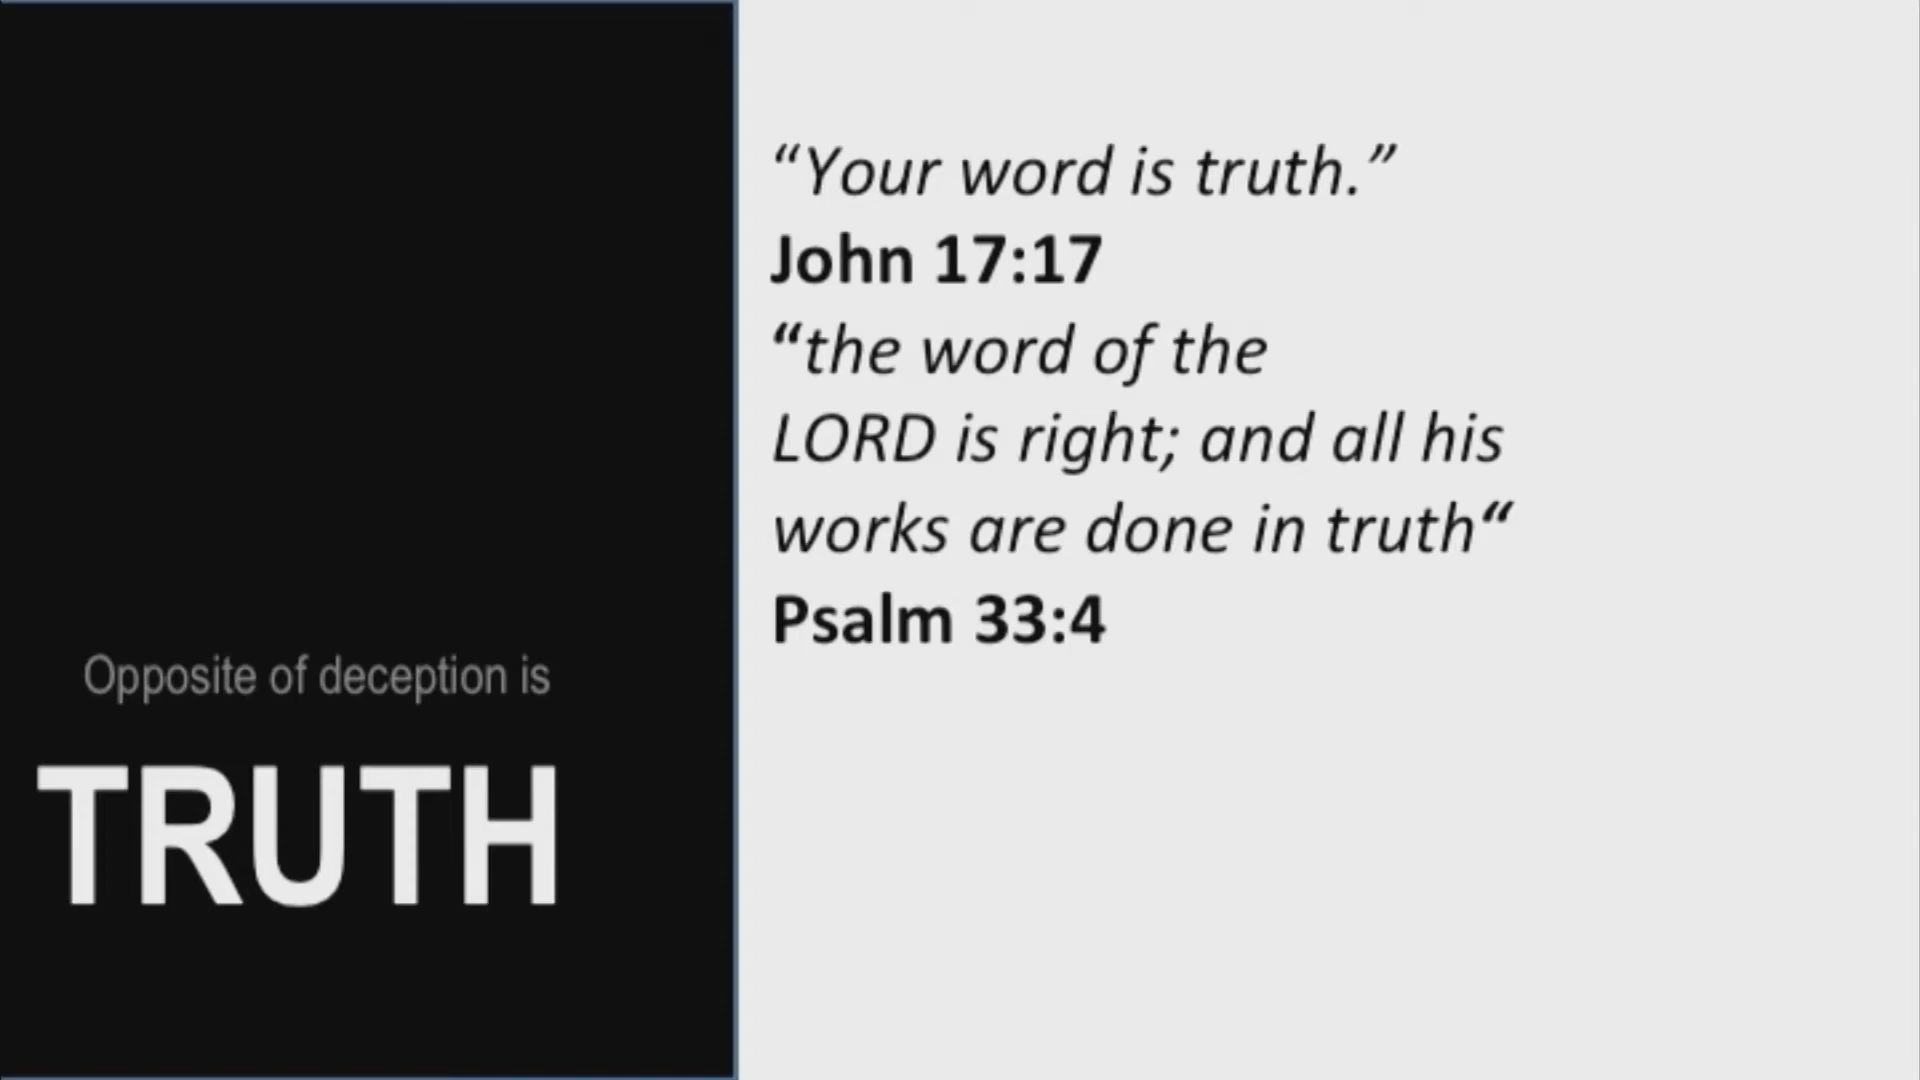 Opposite of deception is
TRUTH
“Your word is truth.”
John 17:17
“the word of the
LORD is right; and all his
works are done in truth“
Psalm 33:4